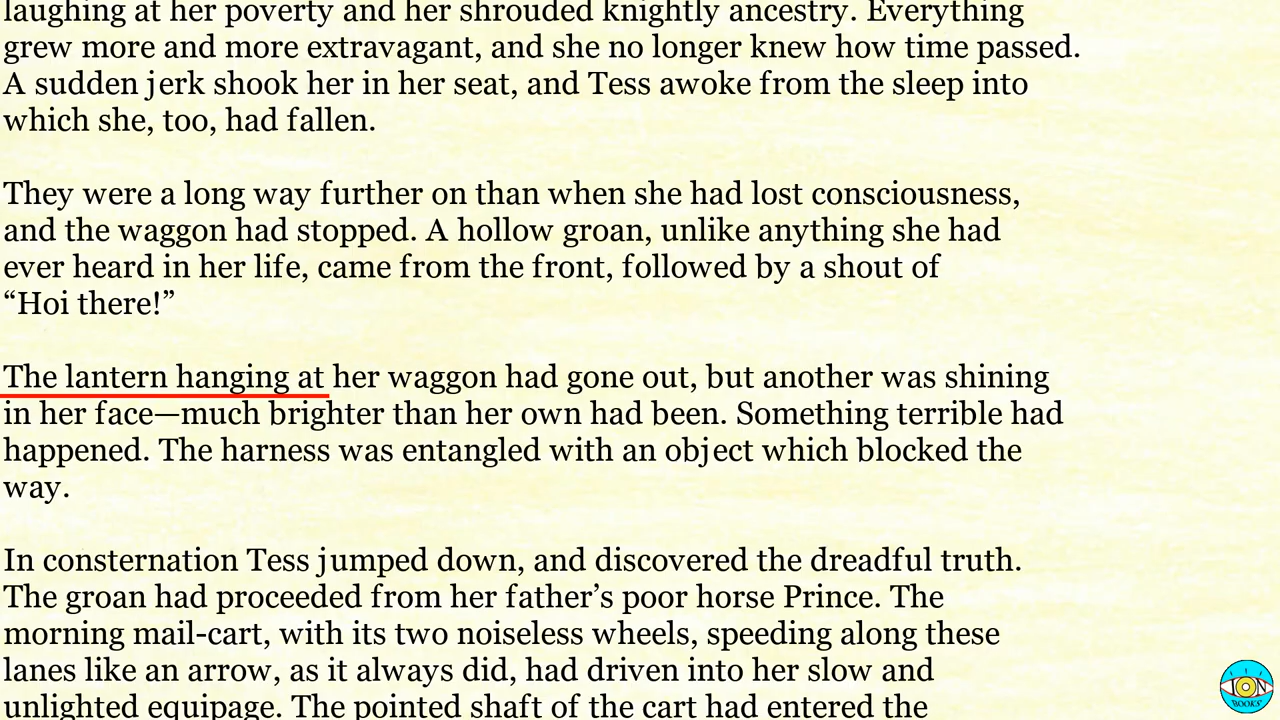 laughing at her poverty and her shrouded knightly ancestry. Everything
grew more and more extravagant, and she no longer knew how time passed.
A sudden jerk shook her in her seat, and Tess awoke from the sleep into
which she, too, had fallen.
They were a long way further on than when she had lost consciousness,
and the waggon had stopped. A hollow groan, unlike anything she had
ever heard in her life, came from the front, followed by a shout of
“Hoi there!”
The lantern hanging at her waggon had gone out, but another was shining
in her face—much brighter than her own had been. Something terrible had
happened. The harness was entangled with an object which blocked the
way.
In consternation Tess jumped down, and discovered the dreadful truth.
The groan had proceeded from her father’s poor horse Prince. The
morning mail-cart, with its two noiseless wheels, speeding along these
lanes like an arrow, as it always did, had driven into her slow and
unlighted equipage. The pointed shaft of the cart had entered the
ION
BOOKS